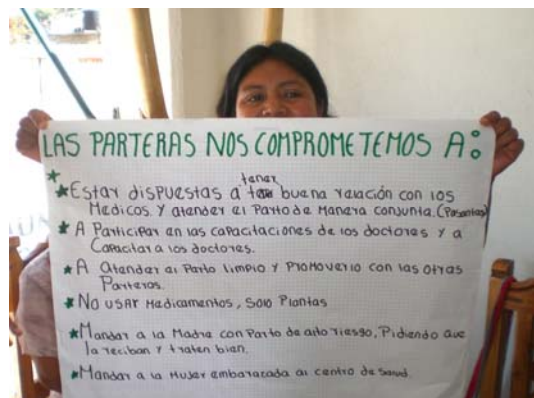 LAS PARTERAS NOS COMPROMETEMOS A:
tener
Estar dispuestas a buena relación con los
Medicos. Y atender el Parto de Manera conjunta. (Pasantes)
A Participar en las capacitaciones de los doctores y a
Capacitar a los doctores.
A atender el Parto limpio y Promoverlo con las otras
Parteras.
No usar Medicamentos, Solo Plantas
Mandar a la Madre con Parto de alto riesgo, Pidiendo que
la reciban y traten bien.
Mandar a la Mujer embarazada al centro de Salud.